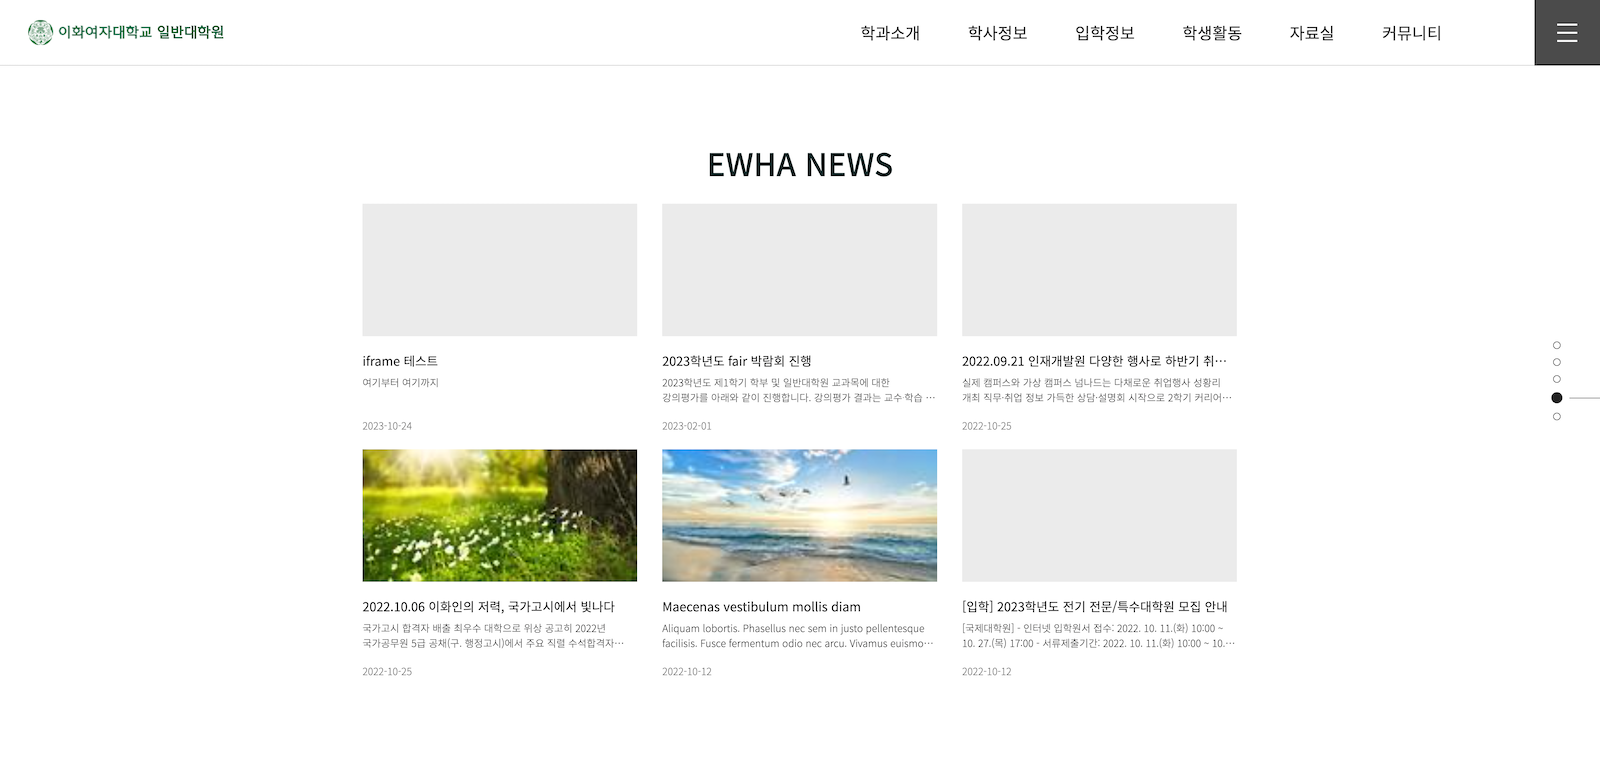 이화여자대학교 일반대학원
학과소개 학사정보 입학정보 학생활동 자료실 커뮤니티
EWHA NEWS
iframe 테스트
여기부터 여기까지
2023-10-24
2023학년도 fair 박람회 진행
2023학년도 제1학기 학부 및 일반대학원 교과목에 대한
강의평가를 아래와 같이 진행합니다. 강의평가 결과는 교수·학습 …
2023-02-01
2022.09.21 인재개발원 다양한 행사로 하반기 취…
실제 캠퍼스와 가상 캠퍼스 넘나드는 다채로운 취업행사 성황리
개최 직무·취업 정보 가득한 상담·설명회 시작으로 2학기 커리어…
2022-10-25
2022.10.06 이화인의 저력, 국가고시에서 빛나다
국가고시 합격자 배출 최우수 대학으로 위상 공고히 2022년
국가공무원 5급 공채(구. 행정고시)에서 주요 직렬 수석합격자…
2022-10-25
Maecenas vestibulum mollis diam
Aliquam lobortis. Phasellus nec sem in justo pellentesque
facilisis. Fusce fermentum odio nec arcu. Vivamus euismo…
2022-10-12
[입학] 2023학년도 전기 전문/특수대학원 모집 안내
[국제대학원] - 인터넷 입학원서 접수: 2022. 10. 11.(화) 10:00 ~
10. 27.(목) 17:00 - 서류제출기간: 2022. 10. 11.(화) 10:00 ~ 10.…
2022-10-12